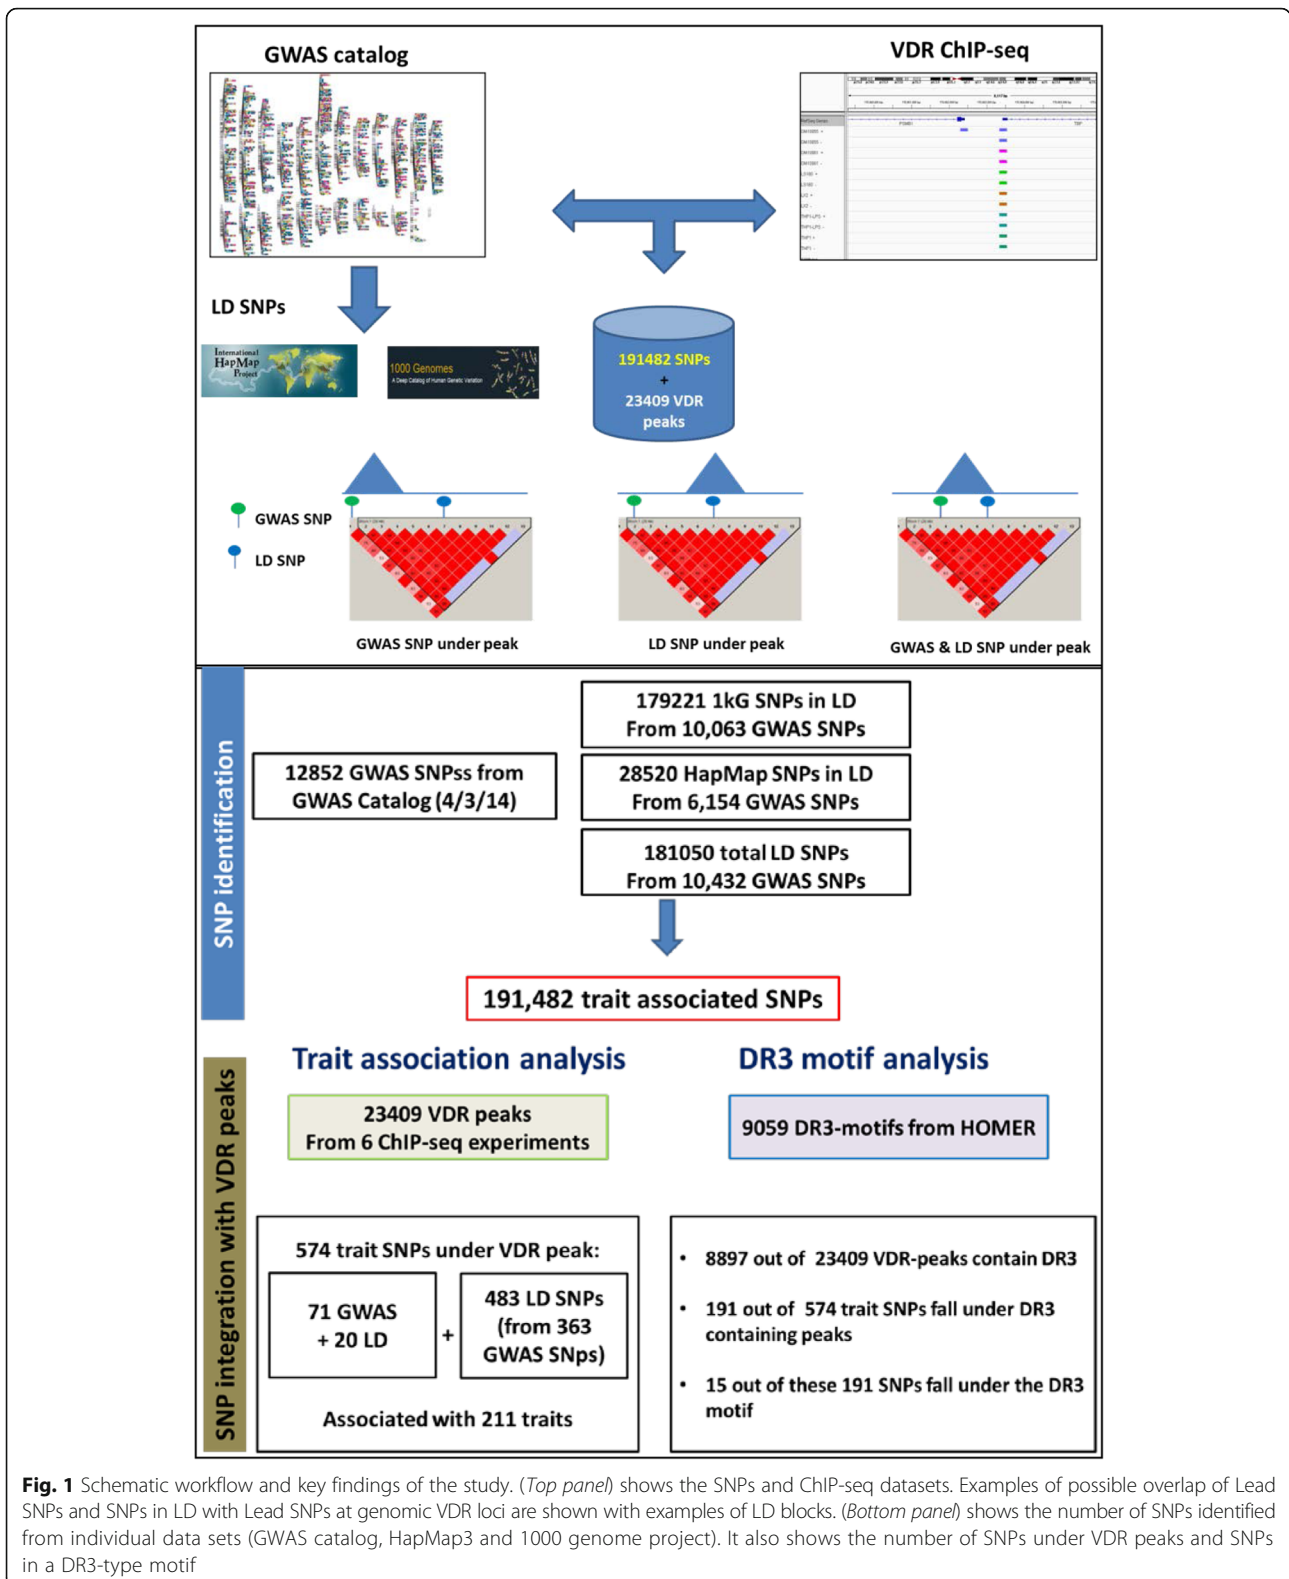 GWAS catalog
VDR ChIP-seq
LD SNPs
International
HapMap
Project
1000 Genomes
A Deep Catalog of Human Genetic Variation
191482 SNPs
+
23409 VDR
peaks
GWAS SNP
LD SNP
GWAS SNP under peak
LD SNP under peak
GWAS & LD SNP under peak
SNP identification
12852 GWAS SNPss from
GWAS Catalog (4/3/14)
179221 1kG SNPs in LD
From 10,063 GWAS SNPs
28520 HapMap SNPs in LD
From 6,154 GWAS SNPs
181050 total LD SNPs
From 10,432 GWAS SNPs
191,482 trait associated SNPs
SNP integration with VDR peaks
Trait association analysis
23409 VDR peaks
From 6 ChIP-seq experiments
574 trait SNPs under VDR peak:
71 GWAS
+ 20 LD
+
483 LD SNPs
(from 363
GWAS SNps)
Associated with 211 traits
DR3 motif analysis
9059 DR3-motifs from HOMER
• 8897 out of 23409 VDR-peaks contain DR3
• 191 out of 574 trait SNPs fall under DR3
containing peaks
• 15 out of these 191 SNPs fall under the DR3
motif
Fig. 1 Schematic workflow and key findings of the study. (Top panel) shows the SNPs and ChIP-seq datasets. Examples of possible overlap of Lead
SNPs and SNPs in LD with Lead SNPs at genomic VDR loci are shown with examples of LD blocks. (Bottom panel) shows the number of SNPs identified
from individual data sets (GWAS catalog, HapMap3 and 1000 genome project). It also shows the number of SNPs under VDR peaks and SNPs
in a DR3-type motif